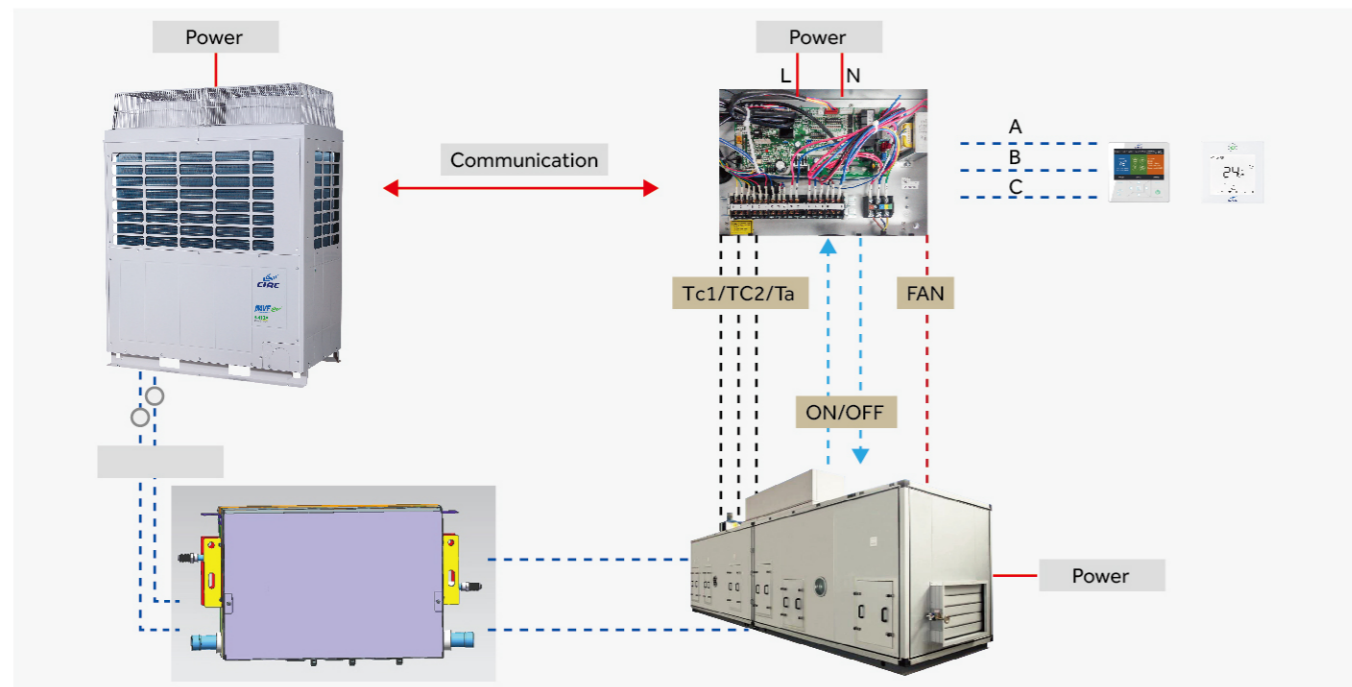 Power
Power
L
N
A
B
C
Communication
24
CIAC
Tc1/TC2/Ta
FAN
ON/OFF
Power